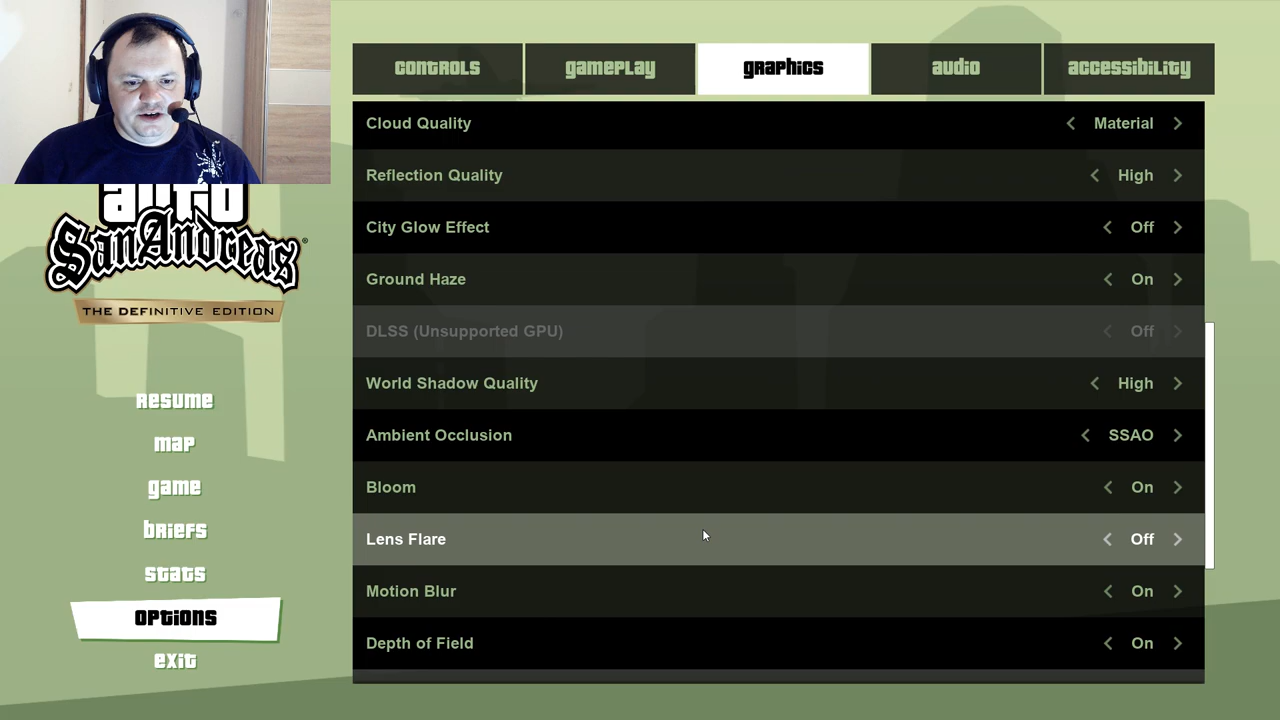 controls
gameplay
graphics
audio
accessibility
Cloud Quality
Material
Reflection Quality
High
City Glow Effect
Off
Ground Haze
On
DLSS (Unsupported GPU)
Off
World Shadow Quality
High
Ambient Occlusion
SSAO
Bloom
On
Lens Flare
Off
Motion Blur
On
Depth of Field
On
auto
SanAndreas®
THE DEFINITIVE EDITION
Resume
map
game
briefs
stats
options
exit